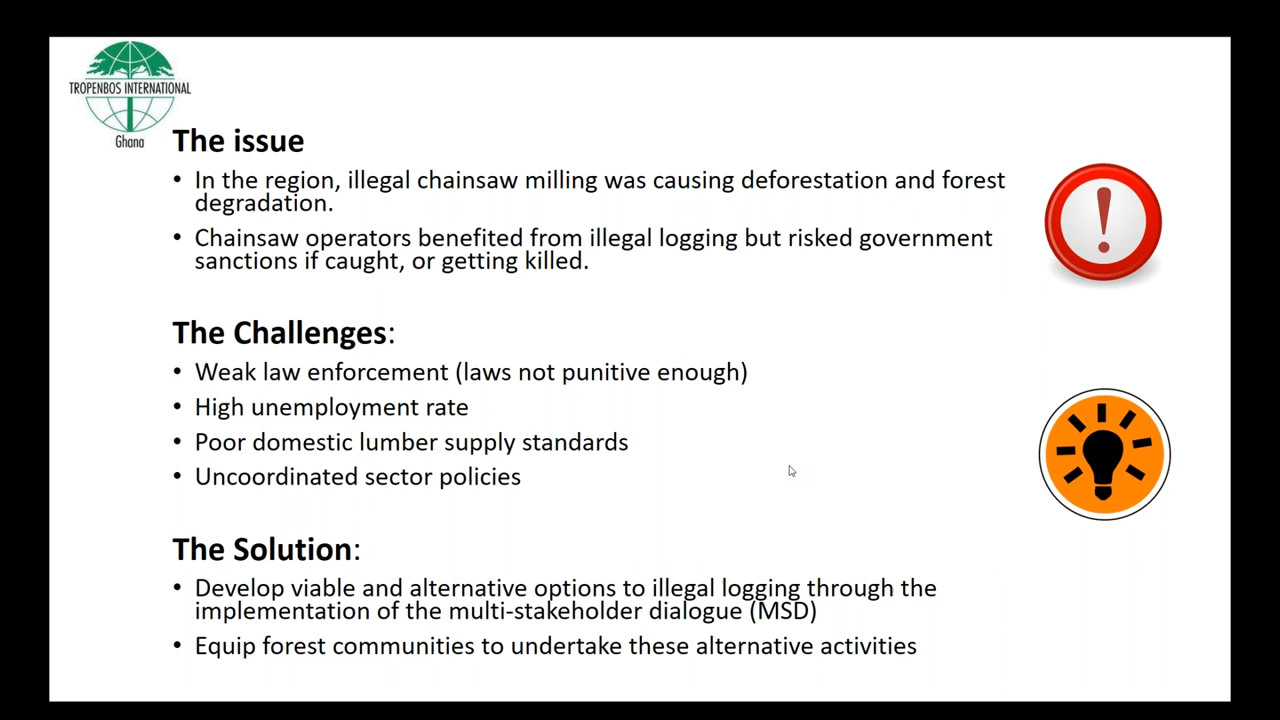 TROPENBOS INTERNATIONAL
Ghana
The issue
• In the region, illegal chainsaw milling was causing deforestation and forest
degradation.
• Chainsaw operators benefited from illegal logging but risked government
sanctions if caught, or getting killed.
The Challenges:
• Weak law enforcement (laws not punitive enough)
• High unemployment rate
• Poor domestic lumber supply standards
• Uncoordinated sector policies
The Solution:
• Develop viable and alternative options to illegal logging through the
implementation of the multi-stakeholder dialogue (MSD)
• Equip forest communities to undertake these alternative activities